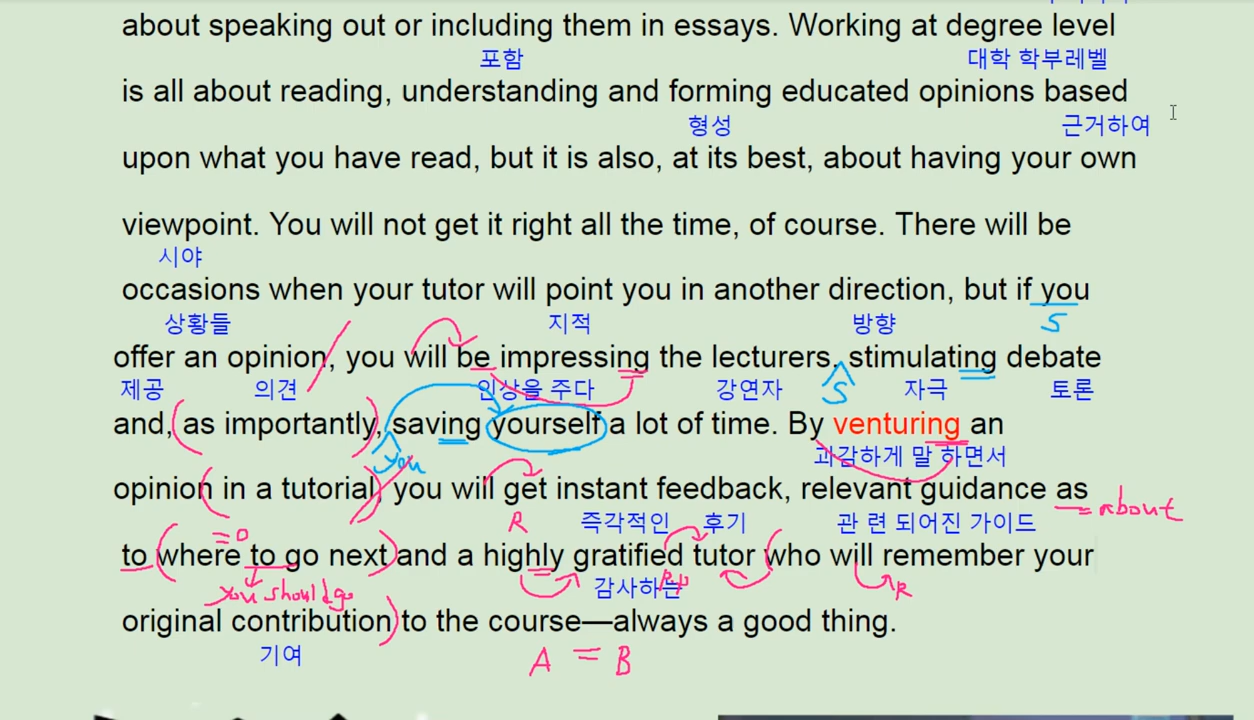 about speaking out or including them in essays. Working at degree level
포함 대학 학부레벨
is all about reading, understanding and forming educated opinions based
형성 근거하여
upon what you have read, but it is also, at its best, about having your own
viewpoint. You will not get it right all the time, of course. There will be
시야
occasions when your tutor will point you in another direction, but if you
상황들 지적 방향 S
offer an opinion, you will be impressing the lecturers, stimulating debate
제공 의견 인상을 주다 강연자 S 자극 토론
and, (as importantly), saving yourself a lot of time. By venturing an
you 과감하게 말 하면서
opinion (in a tutorial), you will get instant feedback, relevant guidance as
R 즉각적인 후기 관 련 되어진 가이드 = about
to (where to go next) and a highly gratified tutor (who will remember your
you should go 감사하는 R
original contribution) to the course—always a good thing.
기여 A = B